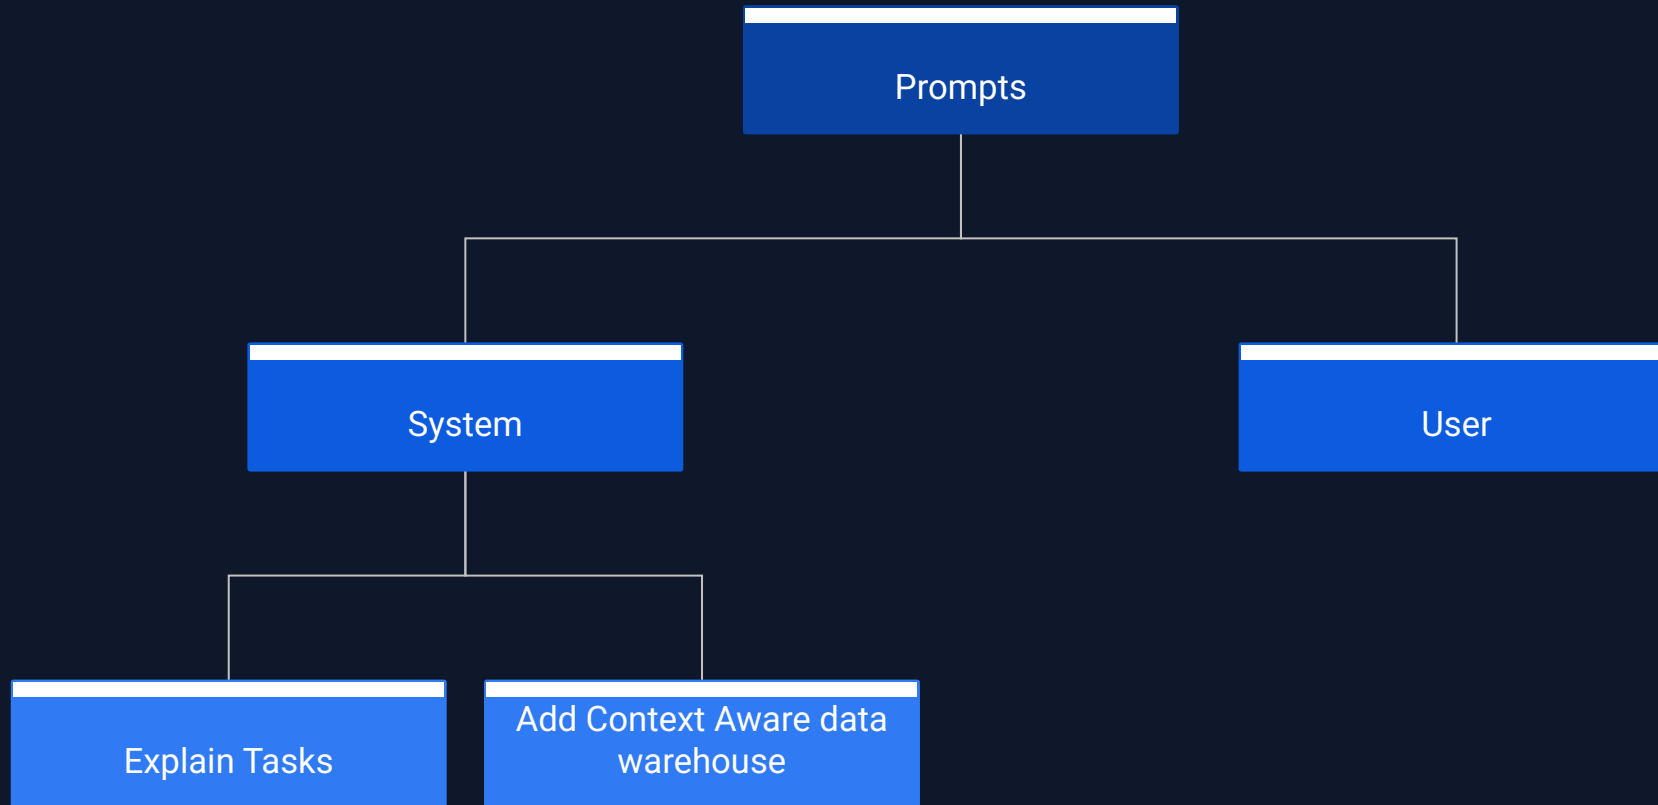 Prompts
System
User
Explain Tasks
Add Context Aware data
warehouse